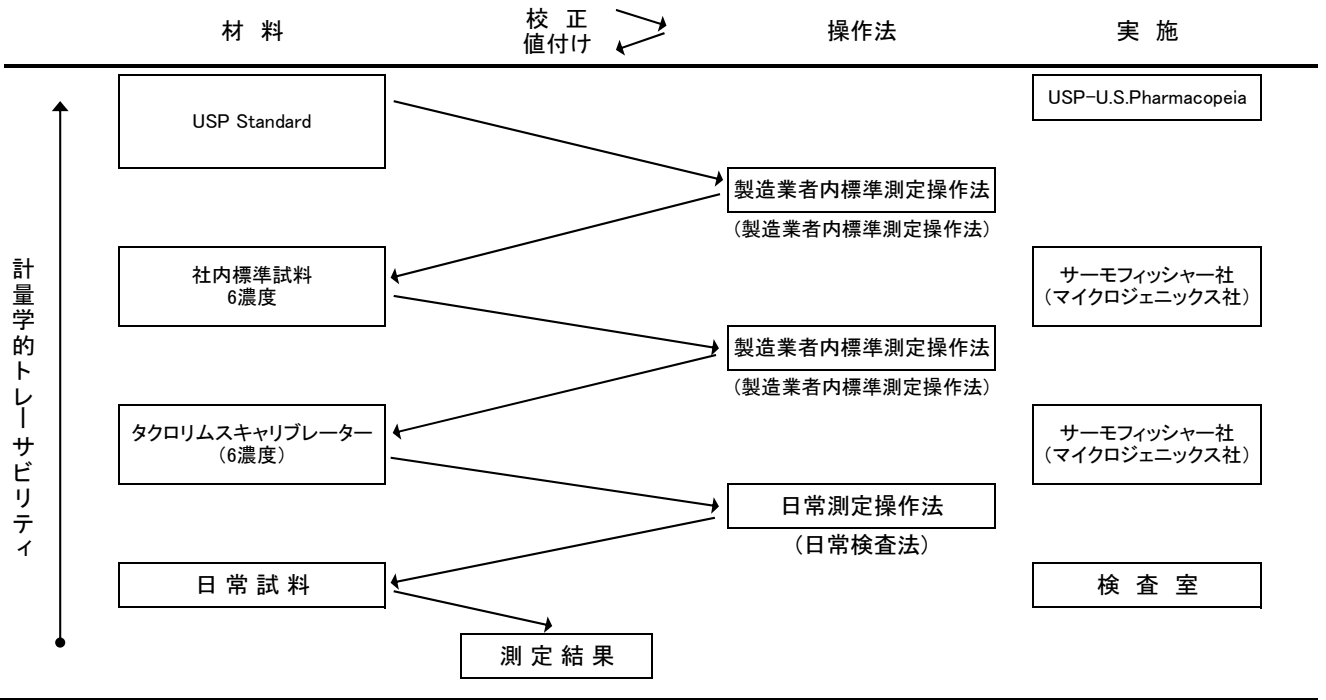 材 料
校 正
値付け
操作法
実 施
計量学的トレーサビリティ
USP Standard
USP-U.S.Pharmacopeia
製造業者内標準測定操作法
(製造業者内標準測定操作法)
社内標準試料
6濃度
サーモフィッシャー社
(マイクロジェニックス社)
製造業者内標準測定操作法
(製造業者内標準測定操作法)
タクロリムスキャリブレーター
(6濃度)
サーモフィッシャー社
(マイクロジェニックス社)
日常測定操作法
(日常検査法)
日 常 試 料
検 査 室
測 定 結 果